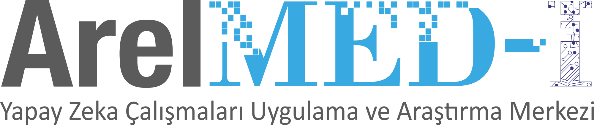 ArelMED-I
Yapay Zeka Çalışmaları Uygulama ve Araştırma Merkezi